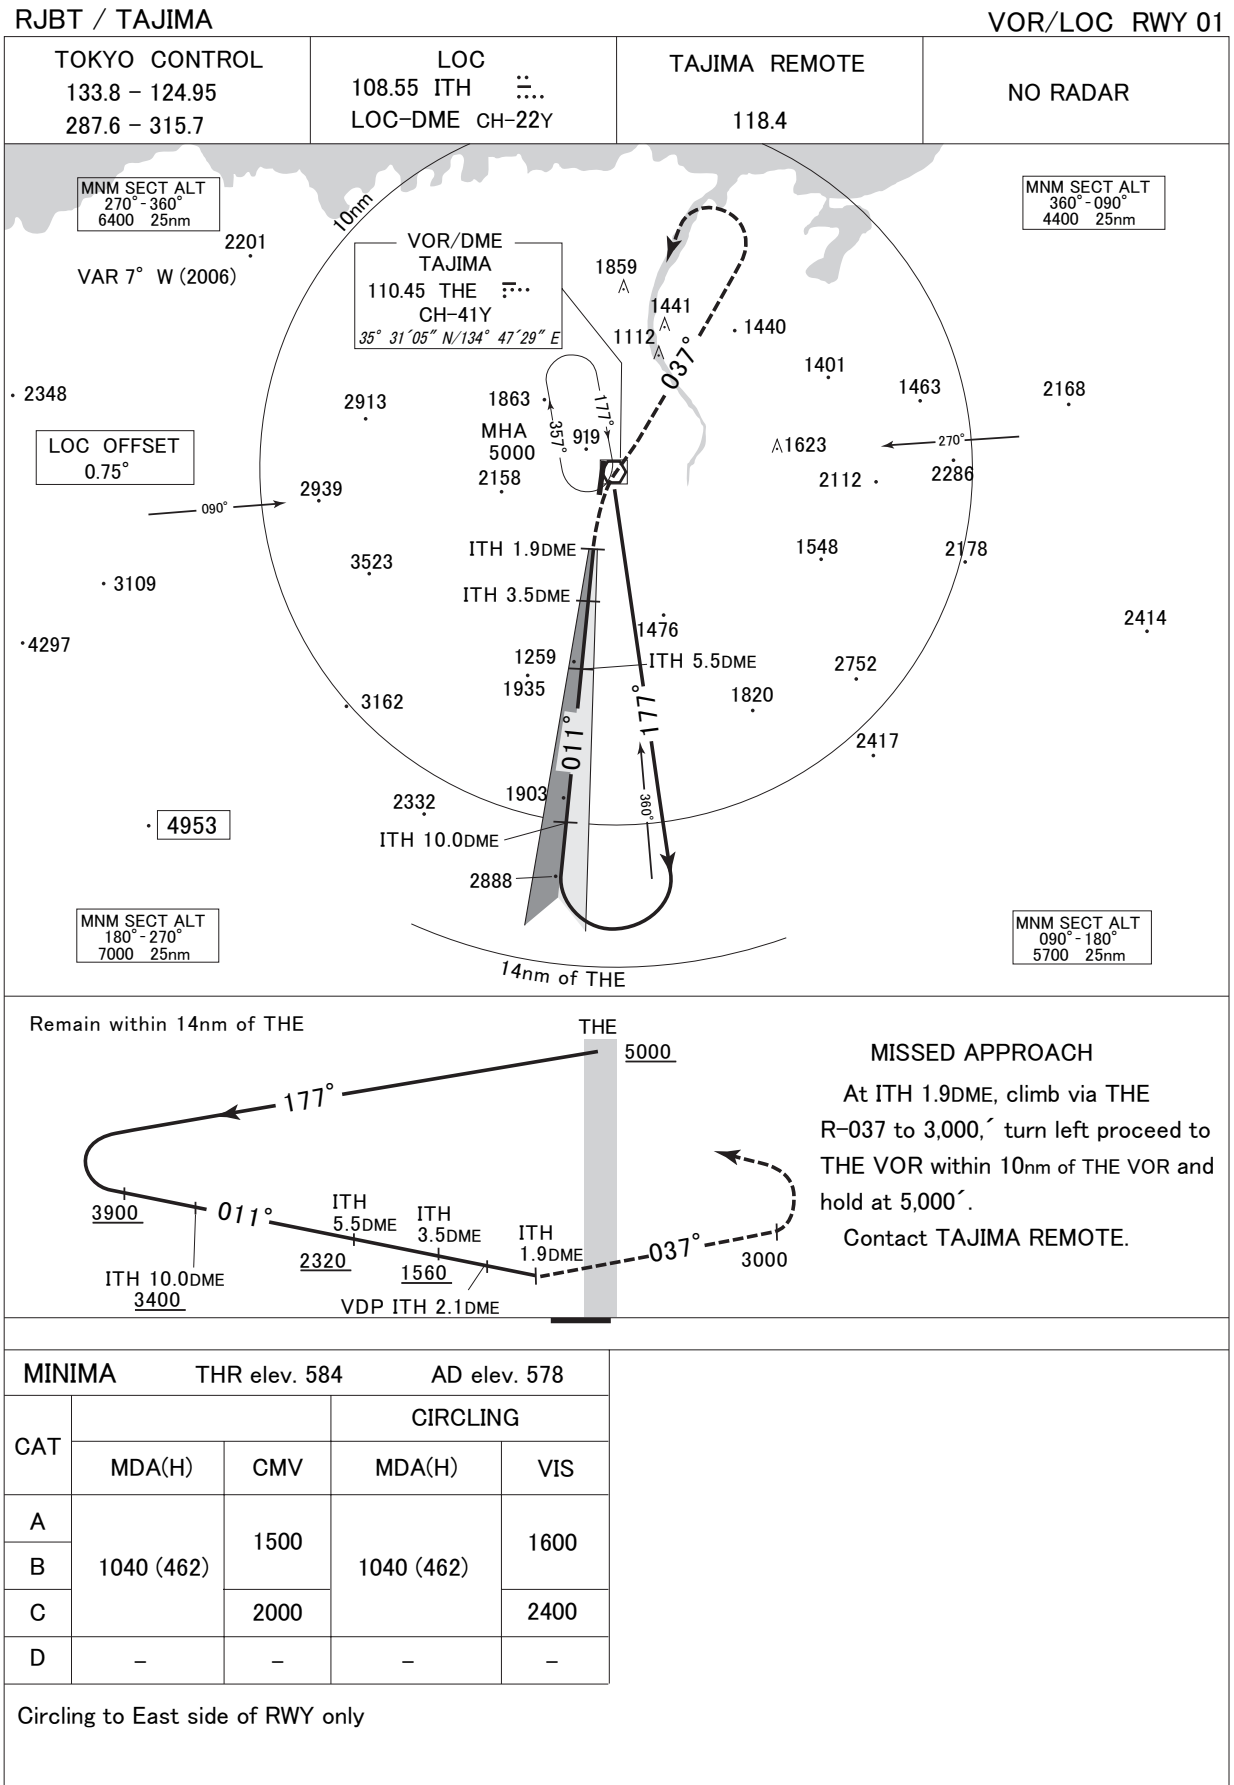 RJBT / TAJIMA
VOR/LOC RWY 01
TOKYO CONTROL
133.8 - 124.95
287.6 - 315.7
LOC
108.55 ITH
LOC-DME CH-22Y
TAJIMA REMOTE
118.4
NO RADAR
MNM SECT ALT
270°-360°
6400 25nm
MNM SECT ALT
360°-090°
4400 25nm
10nm
2201
VAR 7° W (2006)
VOR/DME
TAJIMA
110.45 THE
CH-41Y
35° 31´05″ N/134° 47´29″ E
1859
1441
1112
1440
037°
1401
1463
2168
2348
2913
1863
177°
357°
919
MHA
5000
1623
270°
LOC OFFSET
0.75°
2158
2112
2286
2939
090°
ITH 1.9DME
1548
2178
3523
3109
ITH 3.5DME
2414
4297
1476
1259
ITH 5.5DME
2752
1935
1820
3162
177°
011°
2417
1903
360°
2332
4953
ITH 10.0DME
2888
MNM SECT ALT
180°-270°
7000 25nm
MNM SECT ALT
090°-180°
5700 25nm
14nm of THE
Remain within 14nm of THE
THE
5000
177°
3900
011°
ITH
5.5DME
ITH
3.5DME
ITH
1.9DME
2320
1560
ITH 10.0DME
3400
VDP ITH 2.1DME
037°
3000
MISSED APPROACH
At ITH 1.9DME, climb via THE
R-037 to 3,000,´ turn left proceed to
THE VOR within 10nm of THE VOR and
hold at 5,000´.
Contact TAJIMA REMOTE.
MINIMA THR elev. 584 AD elev. 578
CAT
CIRCLING
MDA(H) CMV MDA(H) VIS
A
B
1040 (462) 1500 1040 (462) 1600
C 2000 2400
D - - - -
Circling to East side of RWY only